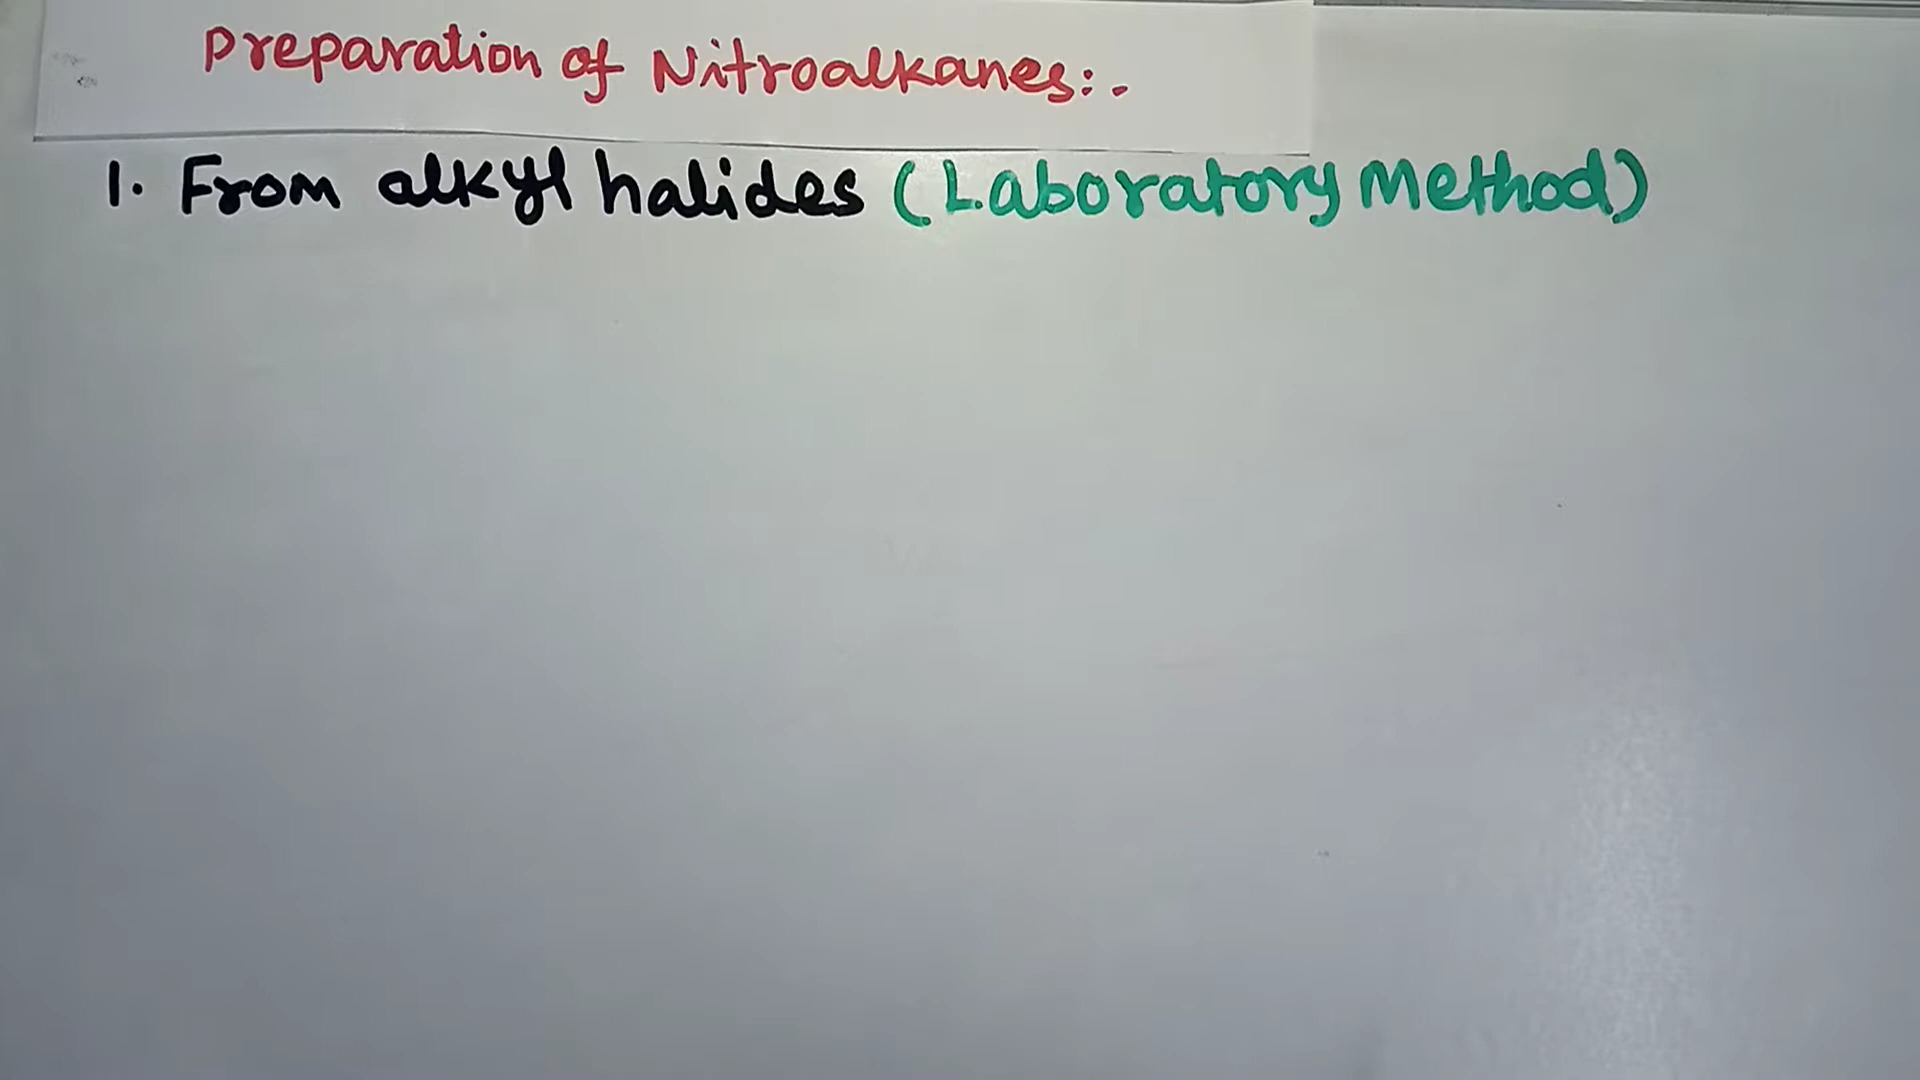 Preparation of Nitroalkanes:-
1. From alkyl halides (Laboratory Method)